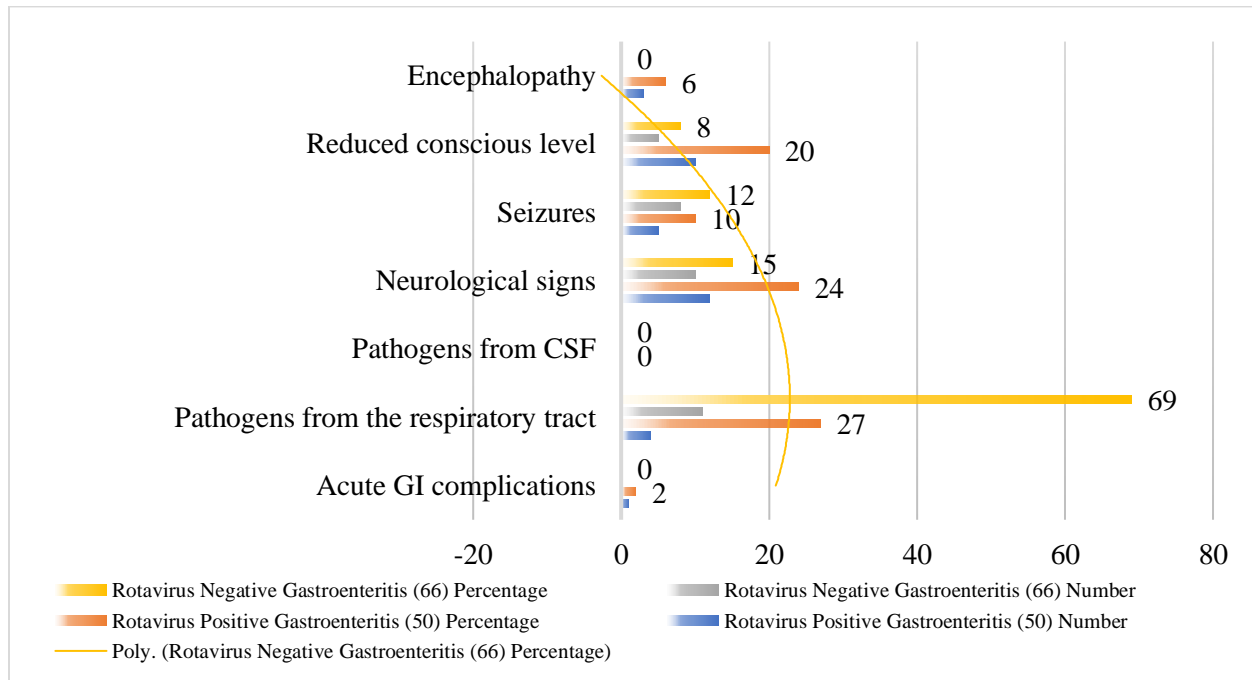 0
Encephalopathy
6
8
Reduced conscious level
20
12
Seizures
10
15
Neurological signs
24
0
Pathogens from CSF
0
69
Pathogens from the respiratory tract
27
0
Acute GI complications
2
-20 0 20 40 60 80
Rotavirus Negative Gastroenteritis (66) Percentage Rotavirus Negative Gastroenteritis (66) Number
Rotavirus Positive Gastroenteritis (50) Percentage Rotavirus Positive Gastroenteritis (50) Number
Poly. (Rotavirus Negative Gastroenteritis (66) Percentage)